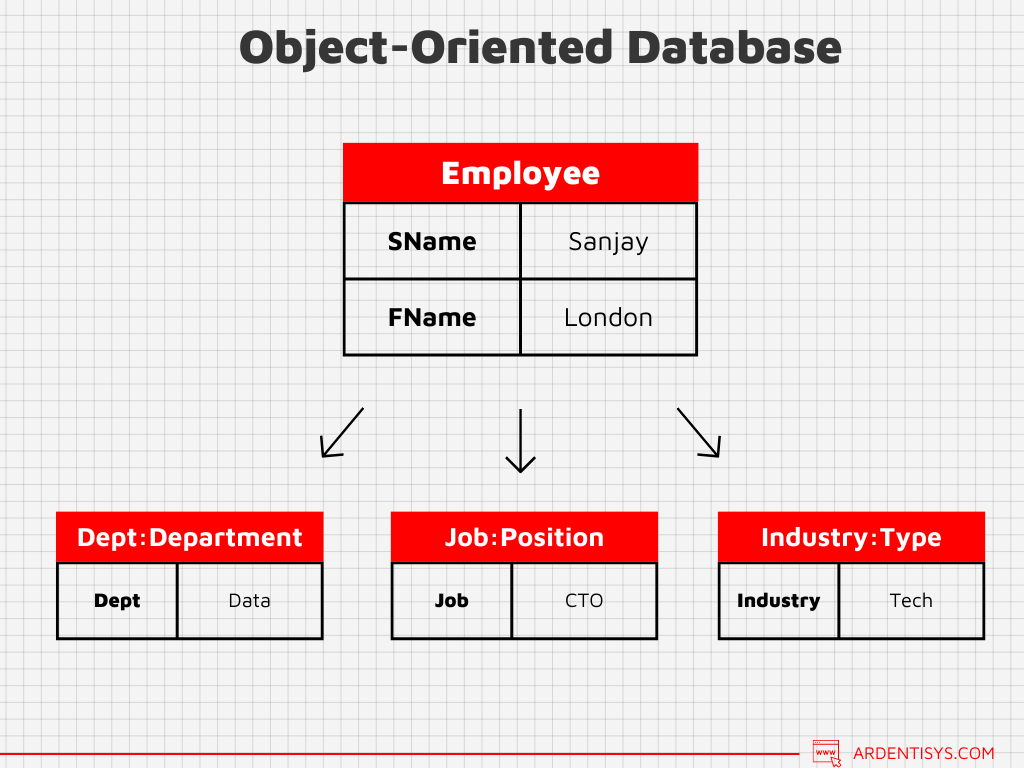 Object-Oriented Database
Employee
SName Sanjay
FName London
Dept:Department Job:Position Industry:Type
Dept Data Job CTO Industry Tech
www ARDENTISYS.COM